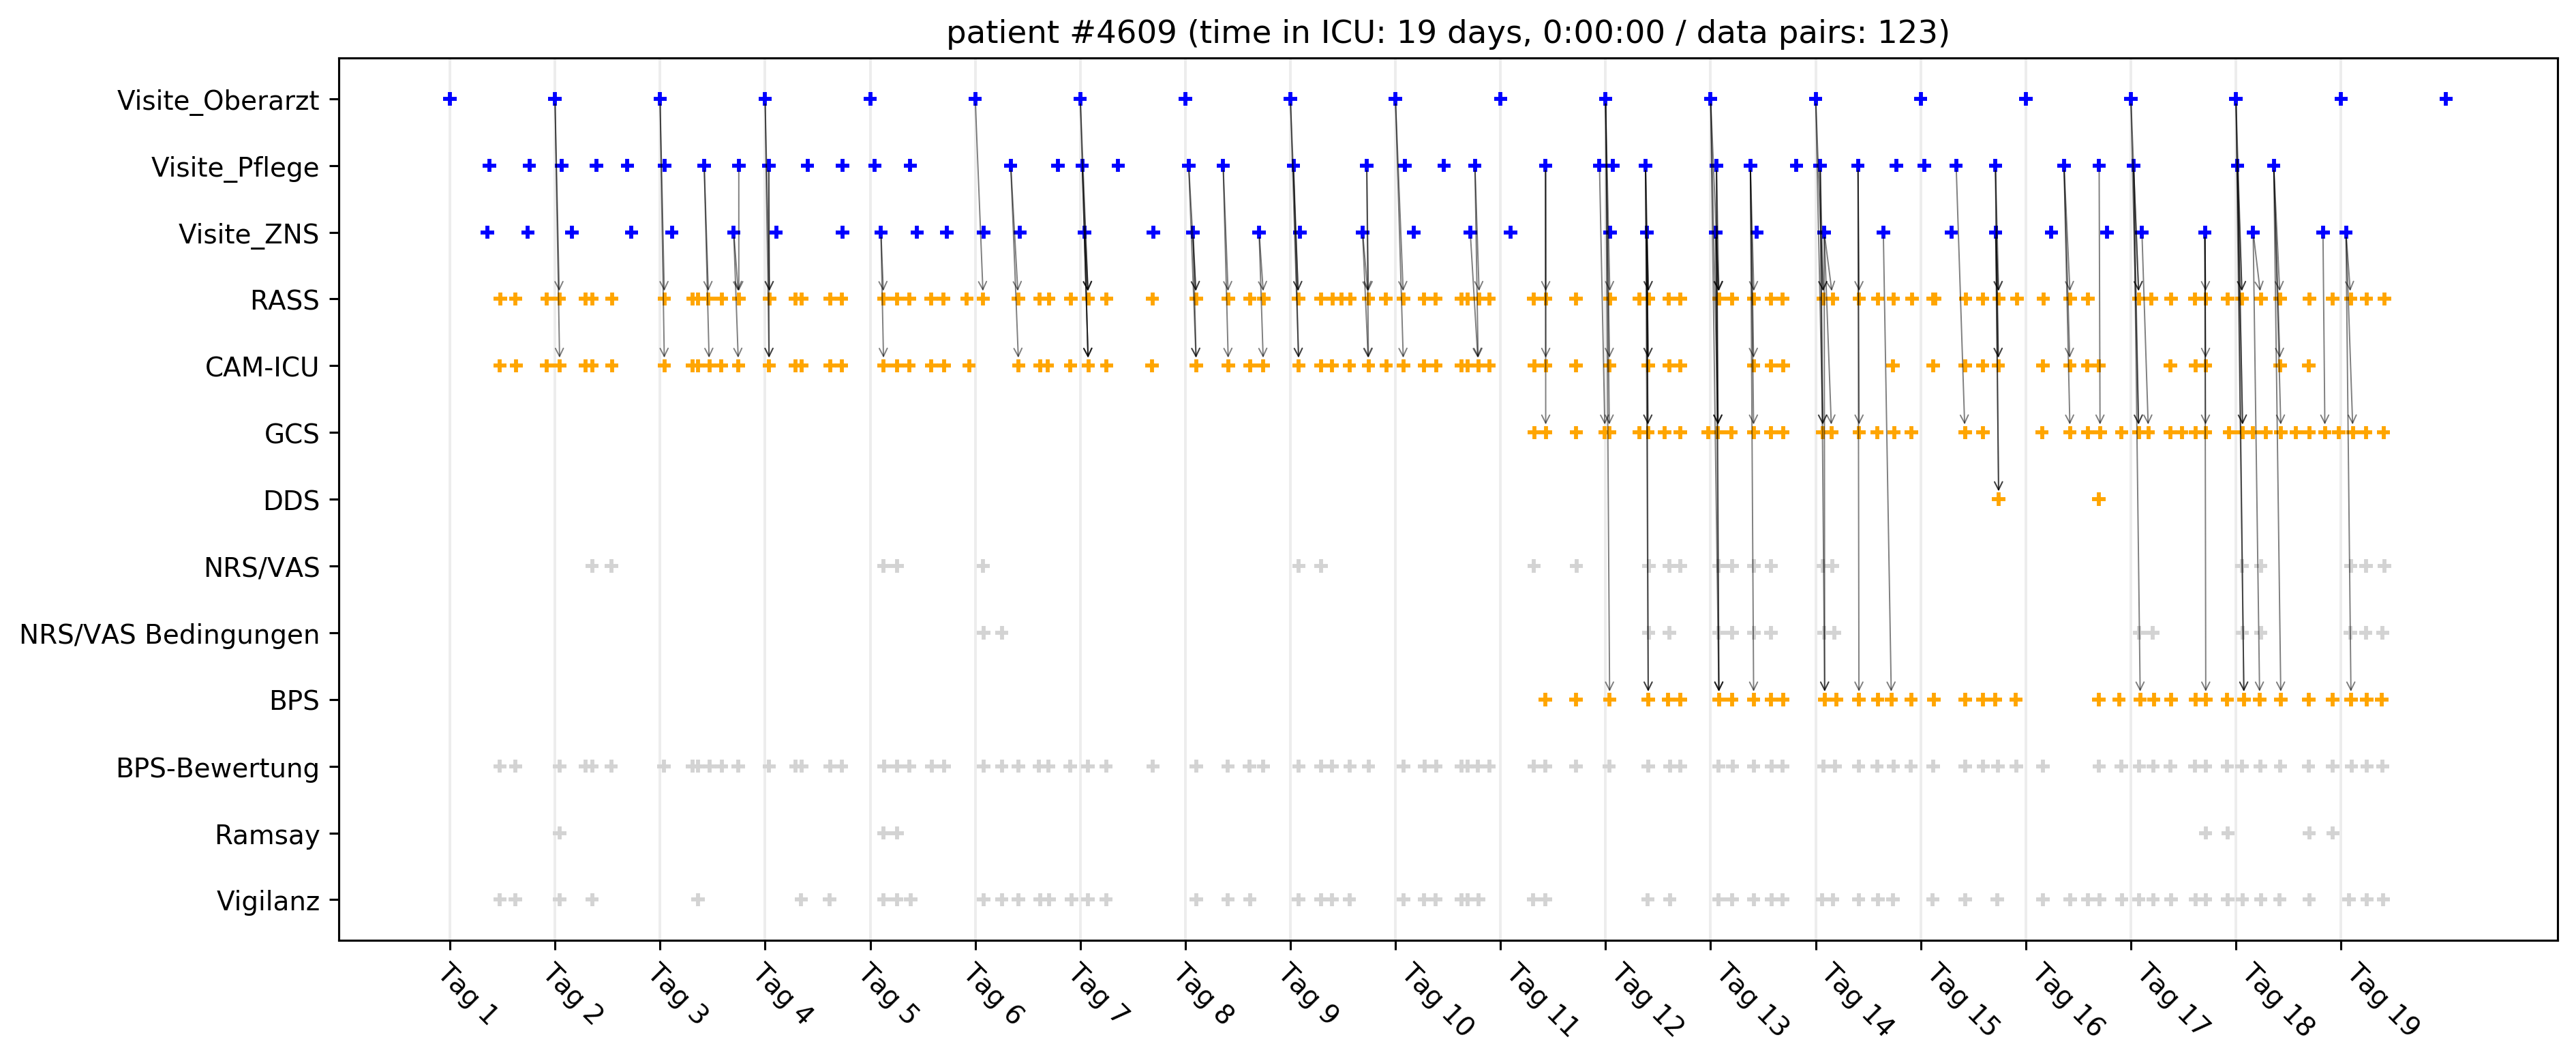 patient #4609 (time in ICU: 19 days, 0:00:00 / data pairs: 123)
Visite_Oberarzt
Visite_Pflege
Visite_ZNS
RASS
CAM-ICU
GCS
DDS
NRS/VAS
NRS/VAS Bedingungen
BPS
BPS-Bewertung
Ramsay
Vigilanz
Tag 1
Tag 2
Tag 3
Tag 4
Tag 5
Tag 6
Tag 7
Tag 8
Tag 9
Tag 10
Tag 11
Tag 12
Tag 13
Tag 14
Tag 15
Tag 16
Tag 17
Tag 18
Tag 19